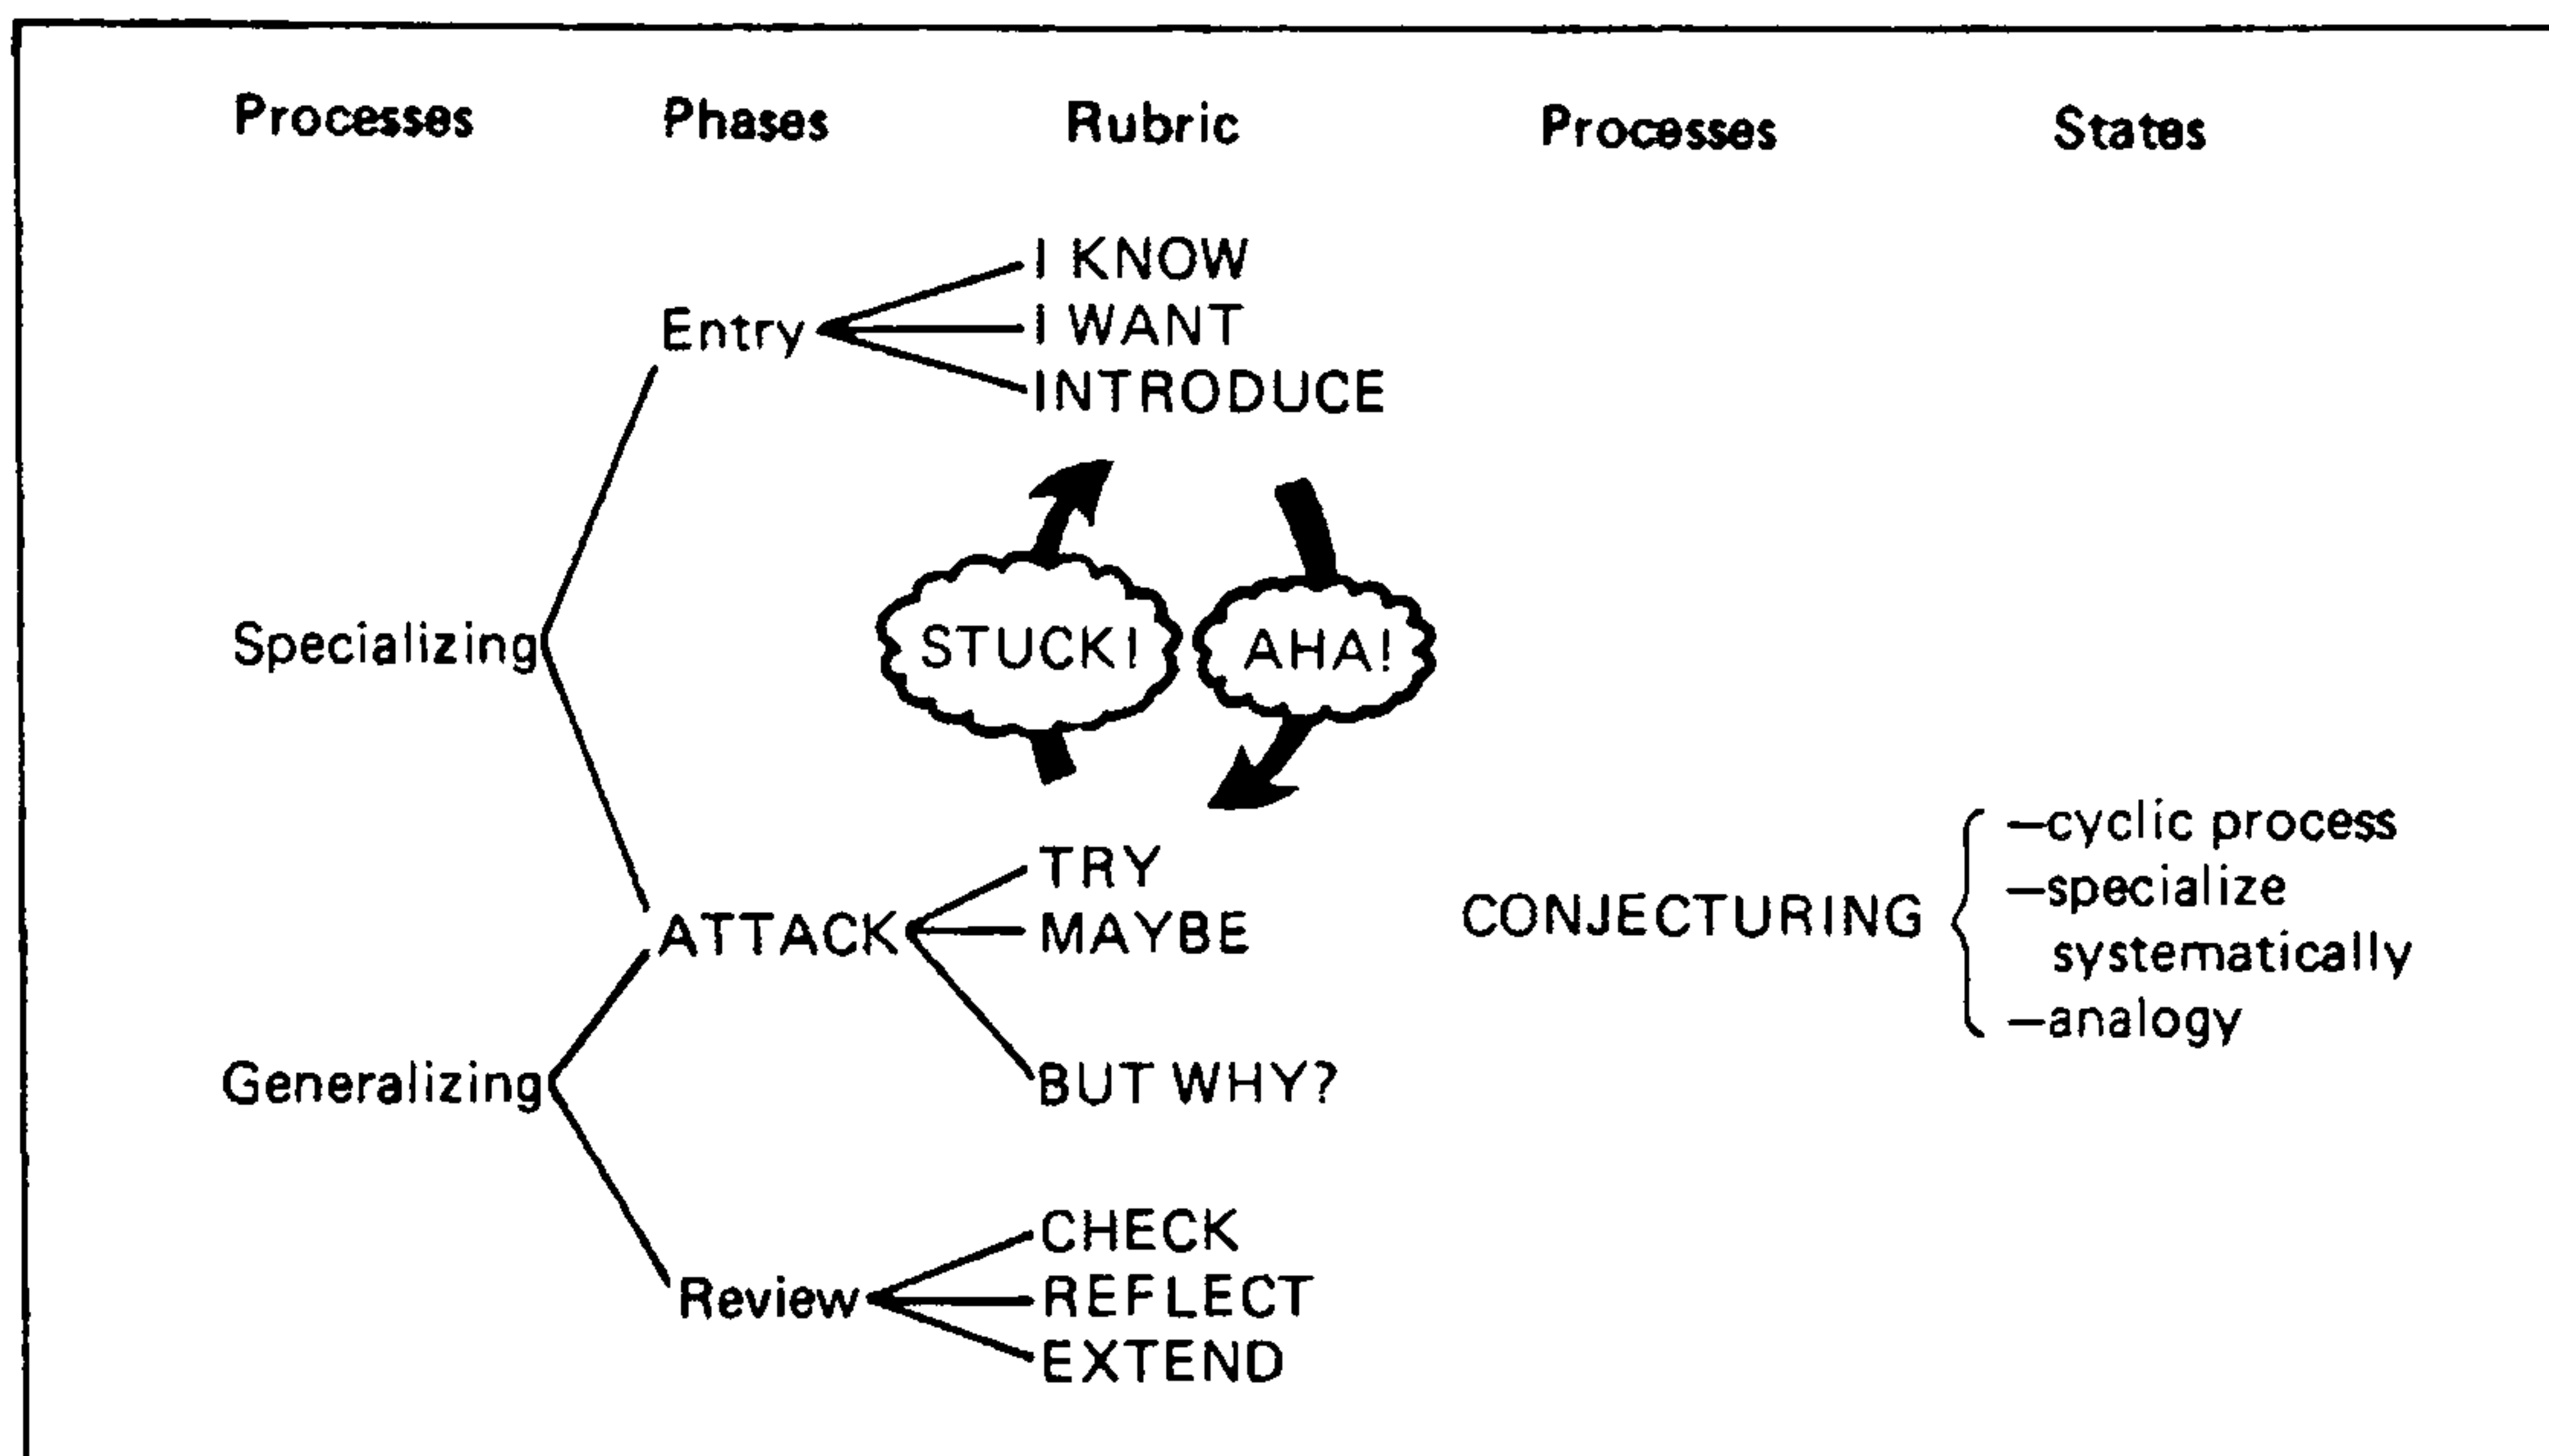 Processes Phases Rubric Processes States
I KNOW
Entry I WANT
INTRODUCE
Specializing STUCK! AHA!
TRY
—cyclic process
ATTACK MAYBE CONJECTURING —specialize
systematically
—analogy
Generalizing BUT WHY?
CHECK
Review REFLECT
EXTEND